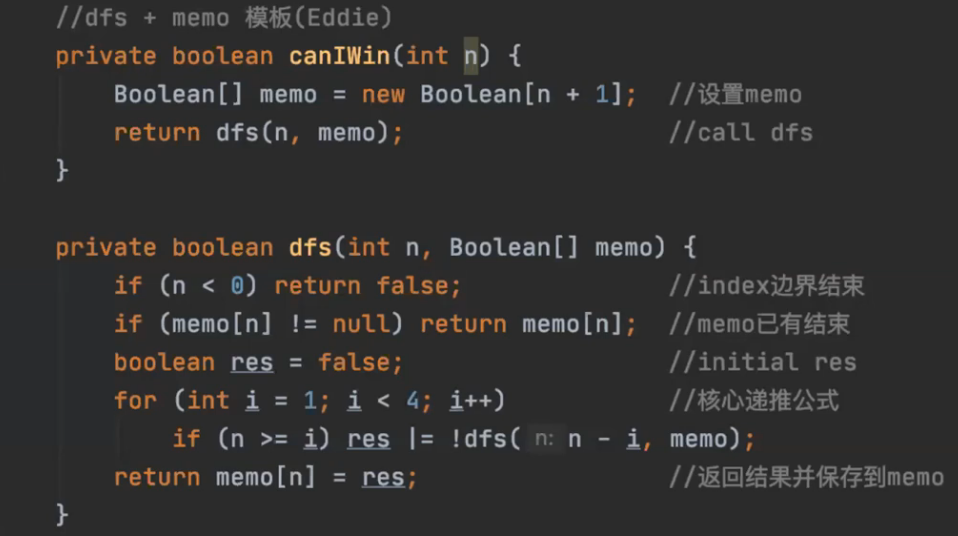 //dfs + memo 模板(Eddie)
private boolean canIWin(int n) {
    Boolean[] memo = new Boolean[n + 1];  //设置memo
    return dfs(n, memo);                  //call dfs
}
private boolean dfs(int n, Boolean[] memo) {
    if (n < 0) return false;              //index边界结束
    if (memo[n] != null) return memo[n];  //memo已有结束
    boolean res = false;                  //initial res
    for (int i = 1; i < 4; i++)           //核心递推公式
        if (n >= i) res |= !dfs( n: n - i, memo);
    return memo[n] = res;                 //返回结果并保存到memo
}